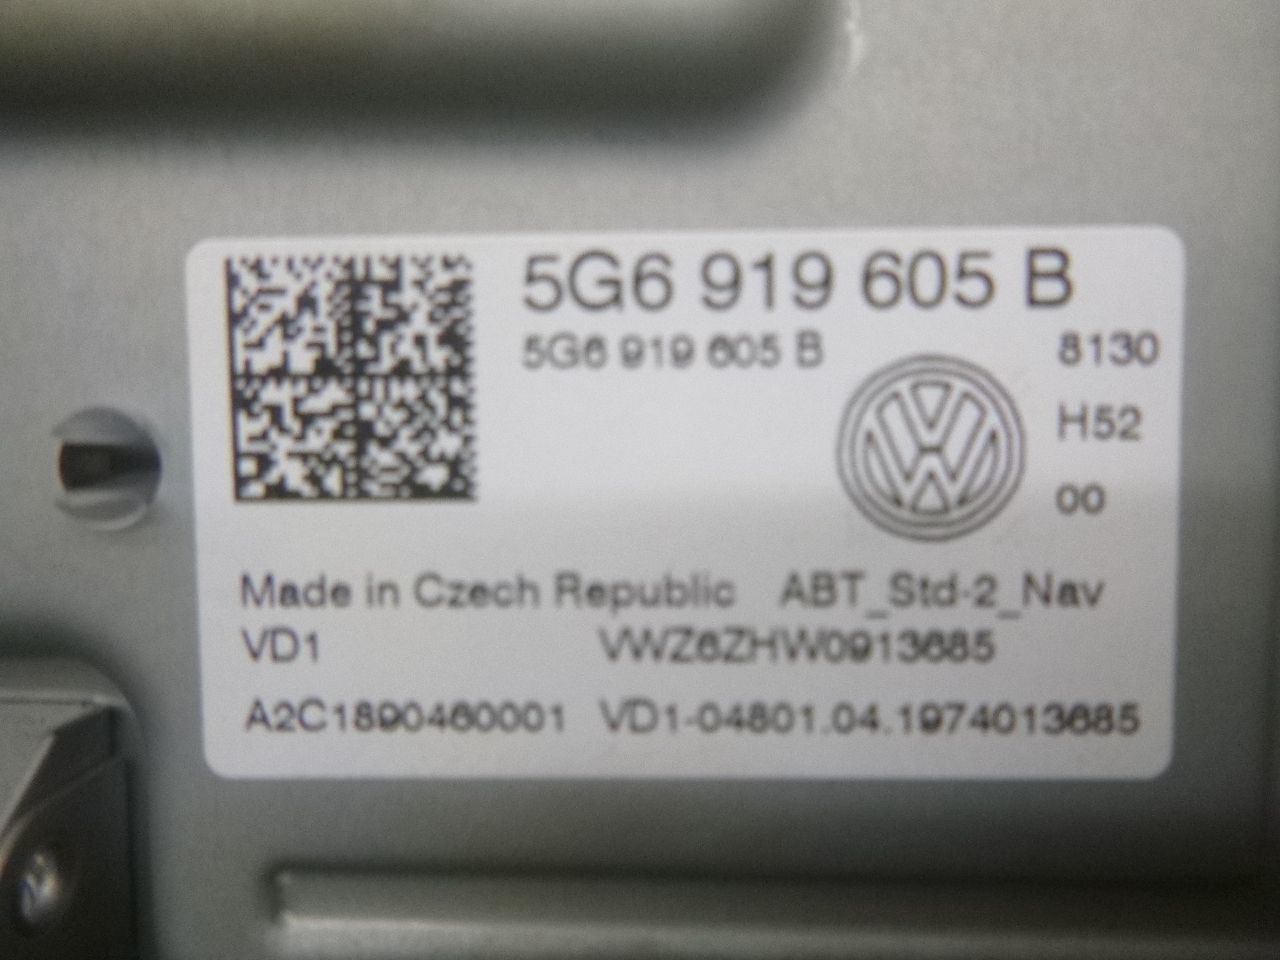 5G6 919 605 B
5G6 919 605 B
8130
H52
00
Made in Czech Republic ABT_Std-2_Nav
VD1 VWZ6ZHW0913685
A2C1890460001 VD1-04801.04.1974013685